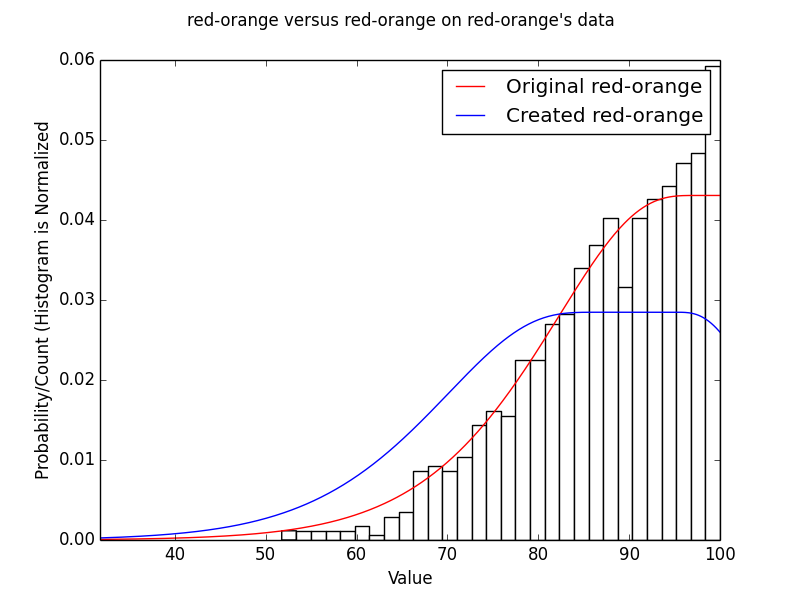 red-orange versus red-orange on red-orange's data
Original red-orange
Created red-orange
Probability/Count (Histogram is Normalized
0.06
0.05
0.04
0.03
0.02
0.01
0.00
40 50 60 70 80 90 100
Value